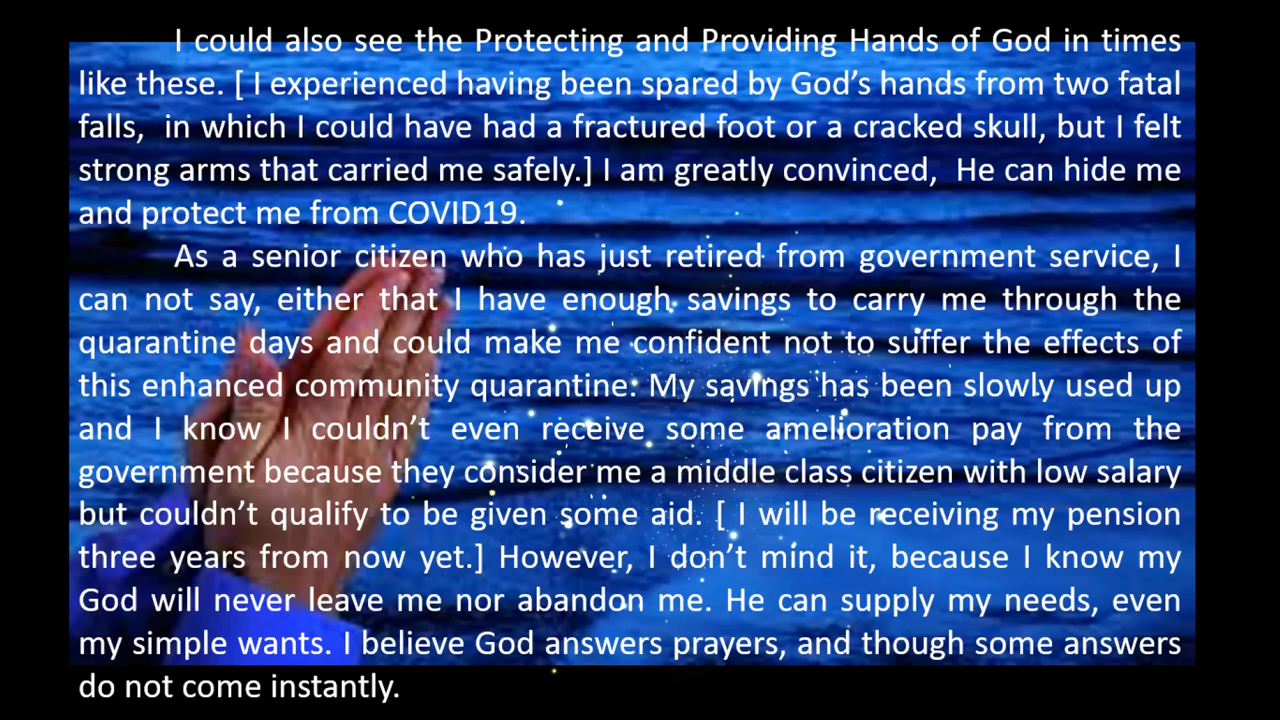 I could also see the Protecting and Providing Hands of God in times
like these. [ I experienced having been spared by God’s hands from two fatal
falls,  in which I could have had a fractured foot or a cracked skull, but I felt
strong arms that carried me safely.] I am greatly convinced,  He can hide me
and protect me from COVID19.
As a senior citizen who has just retired from government service, I
can not say, either that I have enough savings to carry me through the
quarantine days and could make me confident not to suffer the effects of
this enhanced community quarantine: My savings has been slowly used up
and I know I couldn’t even receive some amelioration pay from the
government because they consider me a middle class citizen with low salary
but couldn’t qualify to be given some aid. [ I will be receiving my pension
three years from now yet.] However, I don’t mind it, because I know my
God will never leave me nor abandon me. He can supply my needs, even
my simple wants. I believe God answers prayers, and though some answers
do not come instantly.